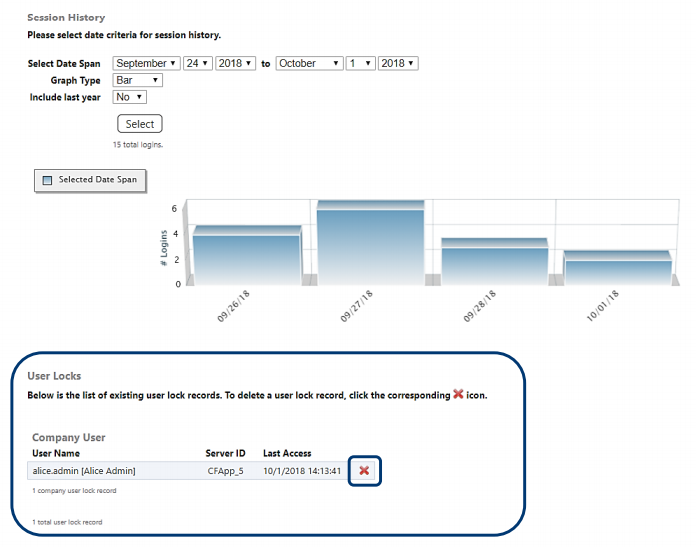 Session History
Please select date criteria for session history.
Select Date Span September 24 2018 to October 1 2018
Graph Type Bar
Include last year No
Select
15 total logins.
Selected Date Span
6
4
2
0
# Logins
09/26/18
09/27/18
09/28/18
10/01/18
User Locks
Below is the list of existing user lock records. To delete a user lock record, click the corresponding icon.
Company User
User Name Server ID Last Access
alice.admin [Alice Admin] CFApp_5 10/1/2018 14:13:41
1 company user lock record
1 total user lock record